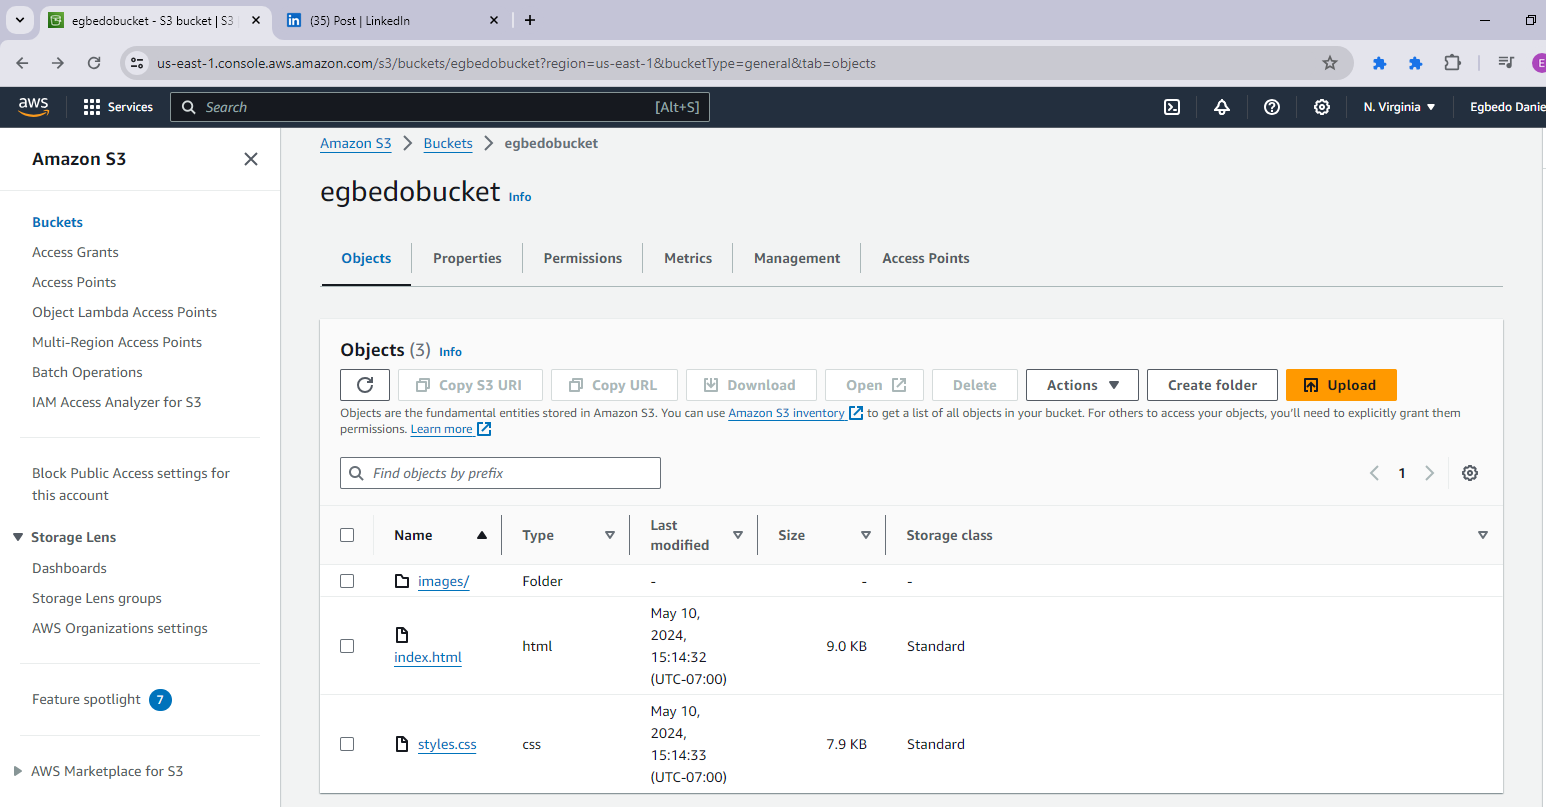 egbedobucket - S3 bucket | S3
(35) Post | LinkedIn
us-east-1.console.aws.amazon.com/s3/buckets/egbedobucket?region=us-east-1&bucketType=general&tab=objects
E
aws
Services
Search
[Alt+S]
N. Virginia
Egbedo Danie
Amazon S3
Buckets
Access Grants
Access Points
Object Lambda Access Points
Multi-Region Access Points
Batch Operations
IAM Access Analyzer for S3
Block Public Access settings for
this account
Storage Lens
Dashboards
Storage Lens groups
AWS Organizations settings
Feature spotlight 7
AWS Marketplace for S3
Amazon S3 > Buckets > egbedobucket
egbedobucket Info
Objects
Properties
Permissions
Metrics
Management
Access Points
Objects (3) Info
Copy S3 URI
Copy URL
Download
Open
Delete
Actions
Create folder
Upload
Objects are the fundamental entities stored in Amazon S3. You can use Amazon S3 inventory to get a list of all objects in your bucket. For others to access your objects, you'll need to explicitly grant them
permissions. Learn more
Find objects by prefix
1
Name
Type
Last
modified
Size
Storage class
images/
Folder
-
-
-
index.html
html
May 10,
2024,
15:14:32
(UTC-07:00)
9.0 KB
Standard
styles.css
css
May 10,
2024,
15:14:33
(UTC-07:00)
7.9 KB
Standard